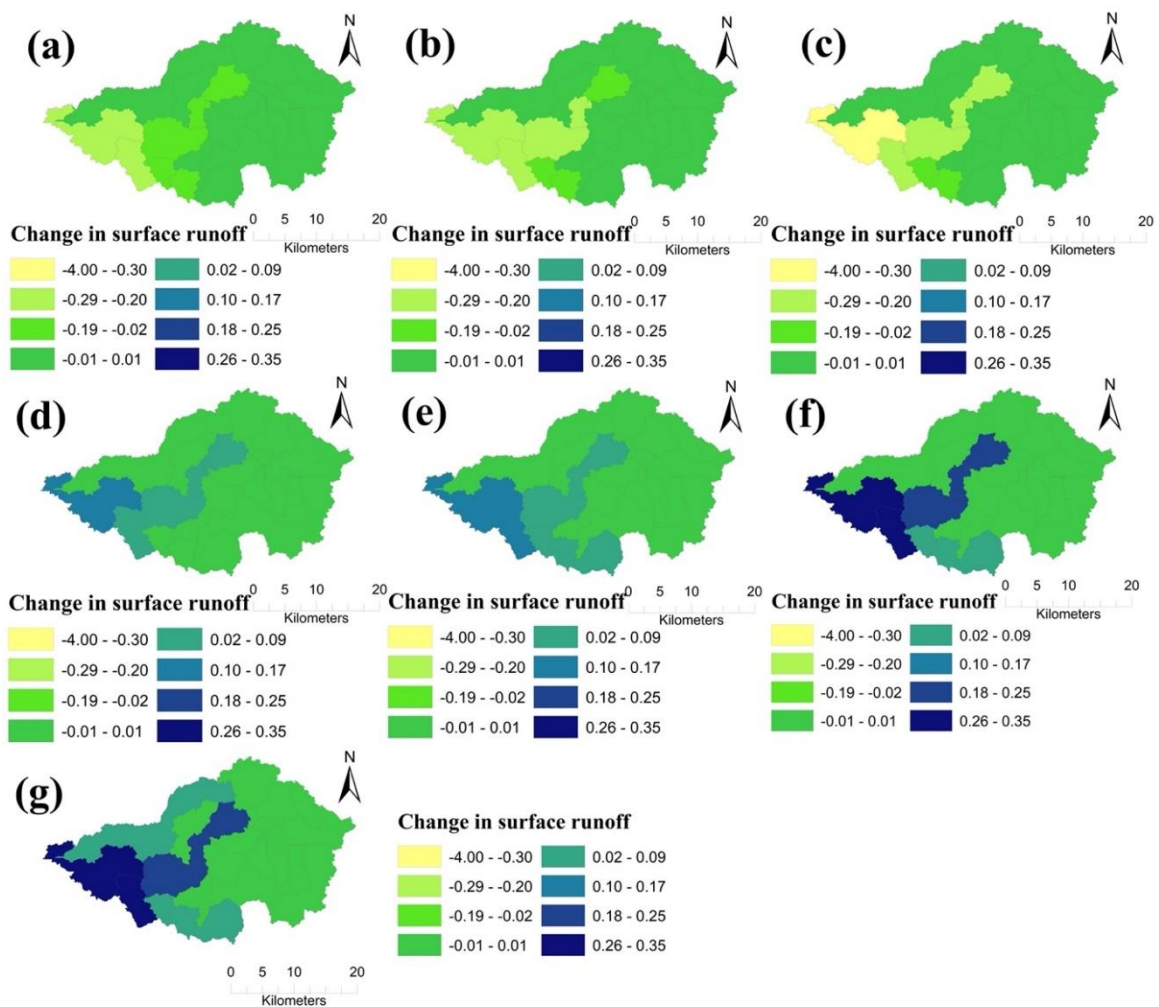 (a)
N
0 5 10 20
Kilometers
Change in surface runoff
-4.00 - -0.30
0.02 - 0.09
-0.29 - -0.20
0.10 - 0.17
-0.19 - -0.02
0.18 - 0.25
-0.01 - 0.01
0.26 - 0.35
(b)
N
0 5 10 20
Kilometers
Change in surface runoff
-4.00 - -0.30
0.02 - 0.09
-0.29 - -0.20
0.10 - 0.17
-0.19 - -0.02
0.18 - 0.25
-0.01 - 0.01
0.26 - 0.35
(c)
N
0 5 10 20
Kilometers
Change in surface runoff
-4.00 - -0.30
0.02 - 0.09
-0.29 - -0.20
0.10 - 0.17
-0.19 - -0.02
0.18 - 0.25
-0.01 - 0.01
0.26 - 0.35
(d)
N
0 5 10 20
Kilometers
Change in surface runoff
-4.00 - -0.30
0.02 - 0.09
-0.29 - -0.20
0.10 - 0.17
-0.19 - -0.02
0.18 - 0.25
-0.01 - 0.01
0.26 - 0.35
(e)
N
0 5 10 20
Kilometers
Change in surface runoff
-4.00 - -0.30
0.02 - 0.09
-0.29 - -0.20
0.10 - 0.17
-0.19 - -0.02
0.18 - 0.25
-0.01 - 0.01
0.26 - 0.35
(f)
N
0 5 10 20
Kilometers
Change in surface runoff
-4.00 - -0.30
0.02 - 0.09
-0.29 - -0.20
0.10 - 0.17
-0.19 - -0.02
0.18 - 0.25
-0.01 - 0.01
0.26 - 0.35
(g)
N
0 5 10 20
Kilometers
Change in surface runoff
-4.00 - -0.30
0.02 - 0.09
-0.29 - -0.20
0.10 - 0.17
-0.19 - -0.02
0.18 - 0.25
-0.01 - 0.01
0.26 - 0.35